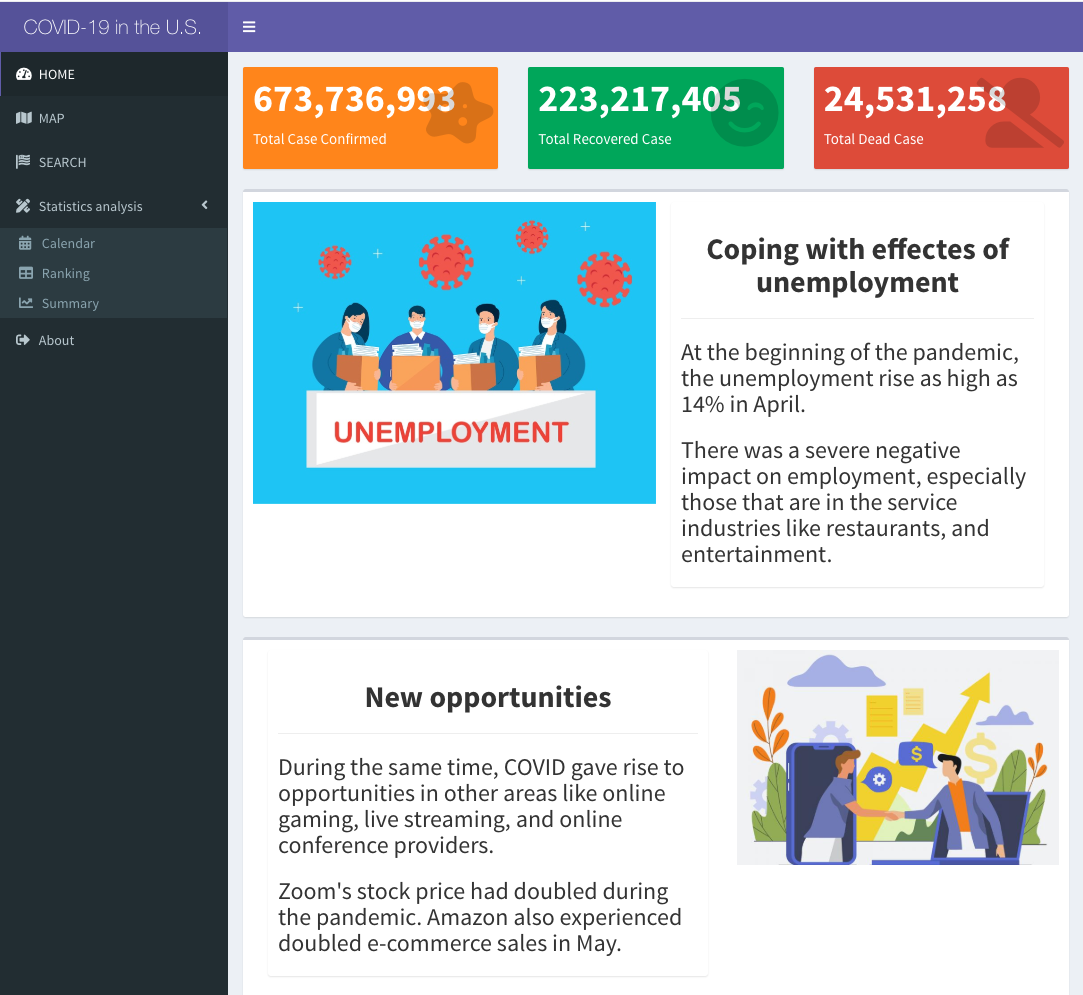 COVID-19 in the U.S.
HOME
MAP
SEARCH
Statistics analysis
Calendar
Ranking
Summary
About
673,736,993
Total Case Confirmed
223,217,405
Total Recovered Case
24,531,258
Total Dead Case
UNEMPLOYMENT
Coping with effectes of
unemployment
At the beginning of the pandemic,
the unemployment rise as high as
14% in April.
There was a severe negative
impact on employment, especially
those that are in the service
industries like restaurants, and
entertainment.
New opportunities
During the same time, COVID gave rise to
opportunities in other areas like online
gaming, live streaming, and online
conference providers.
Zoom's stock price had doubled during
the pandemic. Amazon also experienced
doubled e-commerce sales in May.
$
$